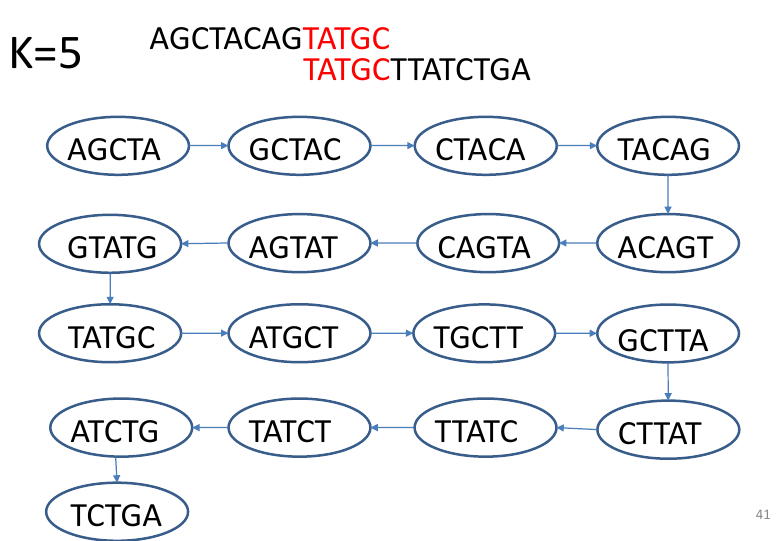 K=5
AGCTACAGTATGC
TATGCTTATCTGA
AGCTA GCTAC CTACA TACAG
GTATG AGTAT CAGTA ACAGT
TATGC ATGCT TGCTT GCTTA
ATCTG TATCT TTATC CTTAT
TCTGA
41